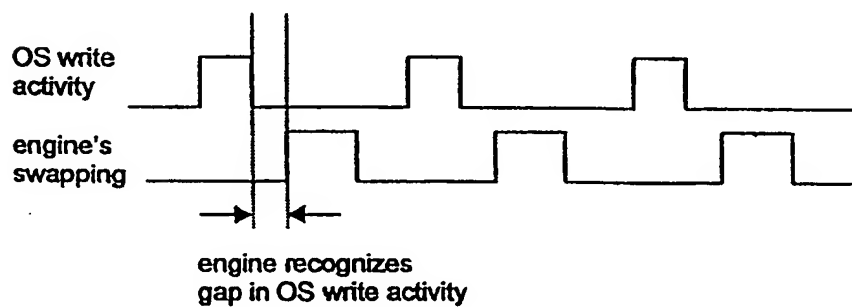 OS write
activity
engine's
swapping
engine recognizes
gap in OS write activity